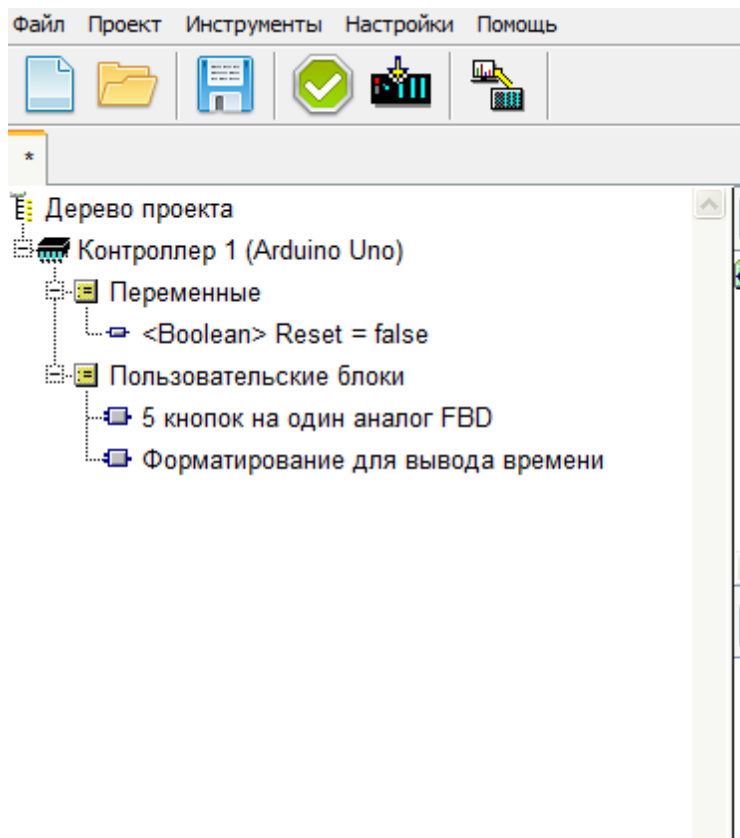 Файл Проект Инструменты Настройки Помощь
*
Дерево проекта
Контроллер 1 (Arduino Uno)
Переменные
<Boolean> Reset = false
Пользовательские блоки
5 кнопок на один аналог FBD
Форматирование для вывода времени